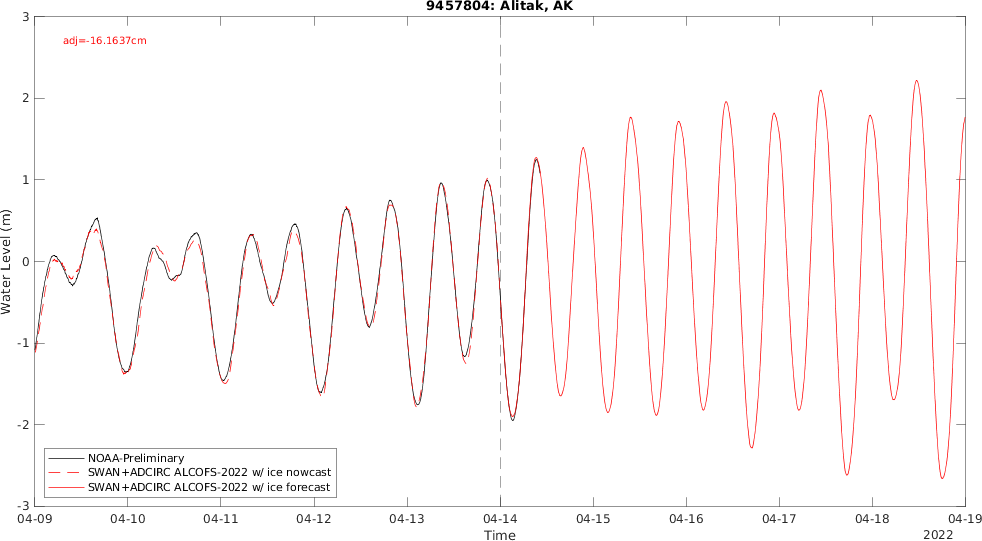 9457804: Alitak, AK
adj=-16.1637cm
3
2
1
0
-1
-2
-3
Water Level (m)
NOAA-Preliminary
SWAN+ADCIRC ALCOFS-2022 w/ ice nowcast
SWAN+ADCIRC ALCOFS-2022 w/ ice forecast
04-09 04-10 04-11 04-12 04-13 04-14 04-15 04-16 04-17 04-18 04-19
Time
2022